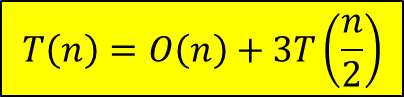 T(n) = O(n) + 3T(n/2)